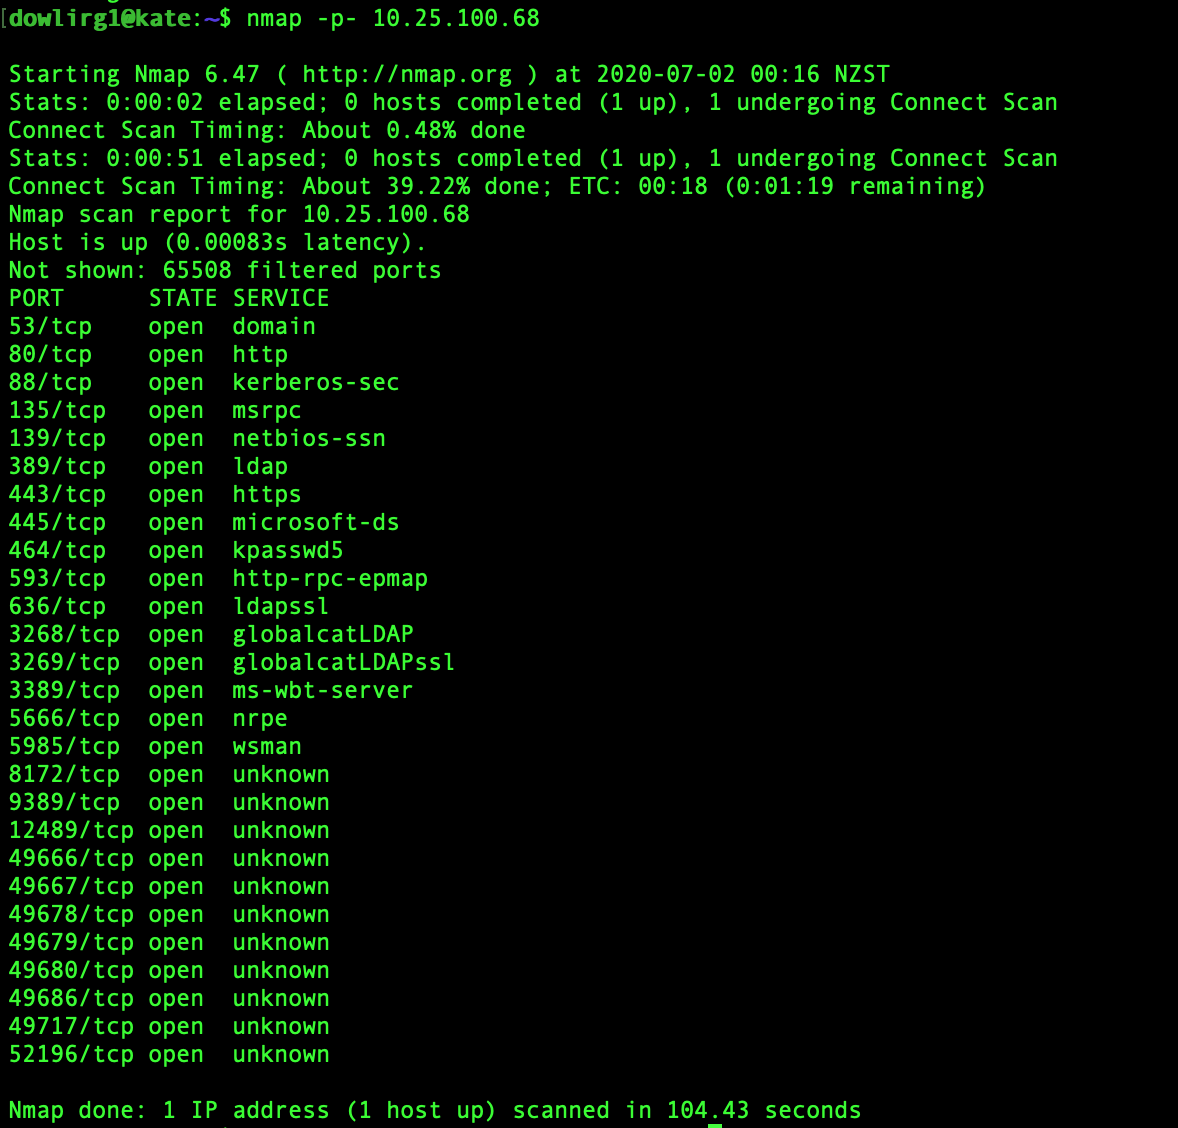 [dowlirg1@kate:~$ nmap -p- 10.25.100.68
Starting Nmap 6.47 ( http://nmap.org ) at 2020-07-02 00:16 NZST
Stats: 0:00:02 elapsed; 0 hosts completed (1 up), 1 undergoing Connect Scan
Connect Scan Timing: About 0.48% done
Stats: 0:00:51 elapsed; 0 hosts completed (1 up), 1 undergoing Connect Scan
Connect Scan Timing: About 39.22% done; ETC: 00:18 (0:01:19 remaining)
Nmap scan report for 10.25.100.68
Host is up (0.00083s latency).
Not shown: 65508 filtered ports
PORT      STATE SERVICE
53/tcp    open  domain
80/tcp    open  http
88/tcp    open  kerberos-sec
135/tcp   open  msrpc
139/tcp   open  netbios-ssn
389/tcp   open  ldap
443/tcp   open  https
445/tcp   open  microsoft-ds
464/tcp   open  kpasswd5
593/tcp   open  http-rpc-epmap
636/tcp   open  ldapssl
3268/tcp  open  globalcatLDAP
3269/tcp  open  globalcatLDAPssl
3389/tcp  open  ms-wbt-server
5666/tcp  open  nrpe
5985/tcp  open  wsman
8172/tcp  open  unknown
9389/tcp  open  unknown
12489/tcp open  unknown
49666/tcp open  unknown
49667/tcp open  unknown
49678/tcp open  unknown
49679/tcp open  unknown
49680/tcp open  unknown
49686/tcp open  unknown
49717/tcp open  unknown
52196/tcp open  unknown
Nmap done: 1 IP address (1 host up) scanned in 104.43 seconds